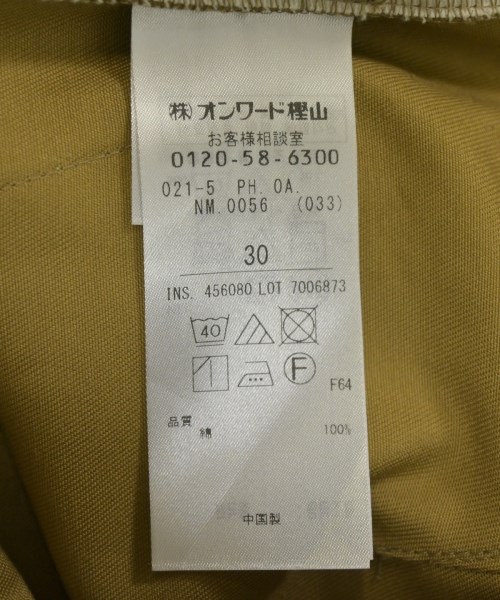 ㈱オンワード樫山
お客様相談室
0120-58-6300
021-5 PH. OA.
NM. 0056 (033)
30
INS. 456080 LOT 7006873
40
F
F64
品質
綿 100%
中国製